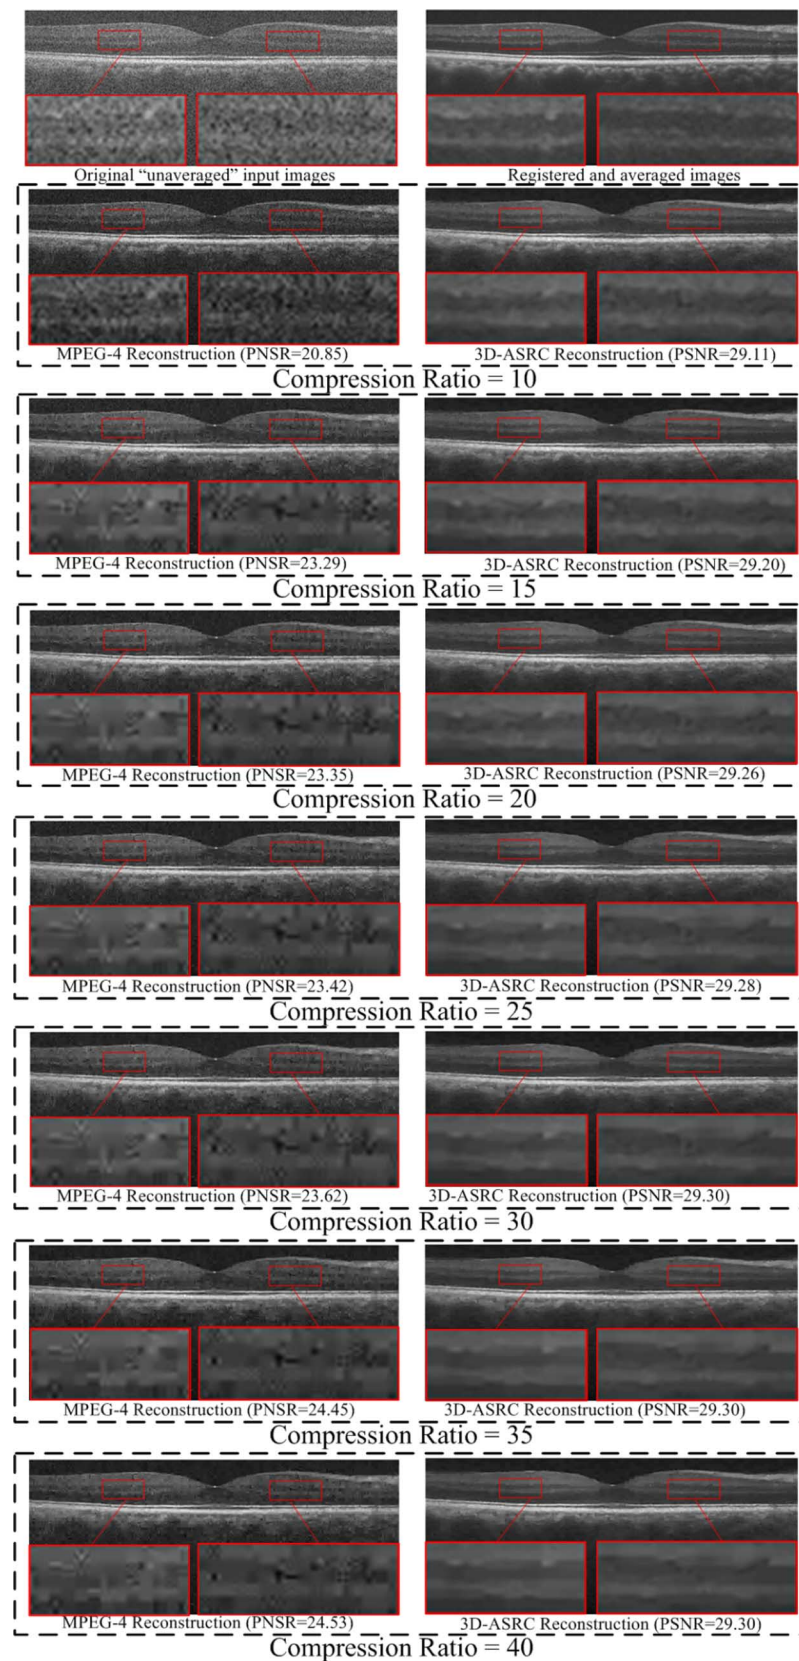 Original “unaveraged” input images
Registered and averaged images
MPEG-4 Reconstruction (PNSR=20.85)
3D-ASRC Reconstruction (PSNR=29.11)
Compression Ratio = 10
MPEG-4 Reconstruction (PNSR=23.29)
3D-ASRC Reconstruction (PSNR=29.20)
Compression Ratio = 15
MPEG-4 Reconstruction (PNSR=23.35)
3D-ASRC Reconstruction (PSNR=29.26)
Compression Ratio = 20
MPEG-4 Reconstruction (PNSR=23.42)
3D-ASRC Reconstruction (PSNR=29.28)
Compression Ratio = 25
MPEG-4 Reconstruction (PNSR=23.62)
3D-ASRC Reconstruction (PSNR=29.30)
Compression Ratio = 30
MPEG-4 Reconstruction (PNSR=24.45)
3D-ASRC Reconstruction (PSNR=29.30)
Compression Ratio = 35
MPEG-4 Reconstruction (PNSR=24.53)
3D-ASRC Reconstruction (PSNR=29.30)
Compression Ratio = 40